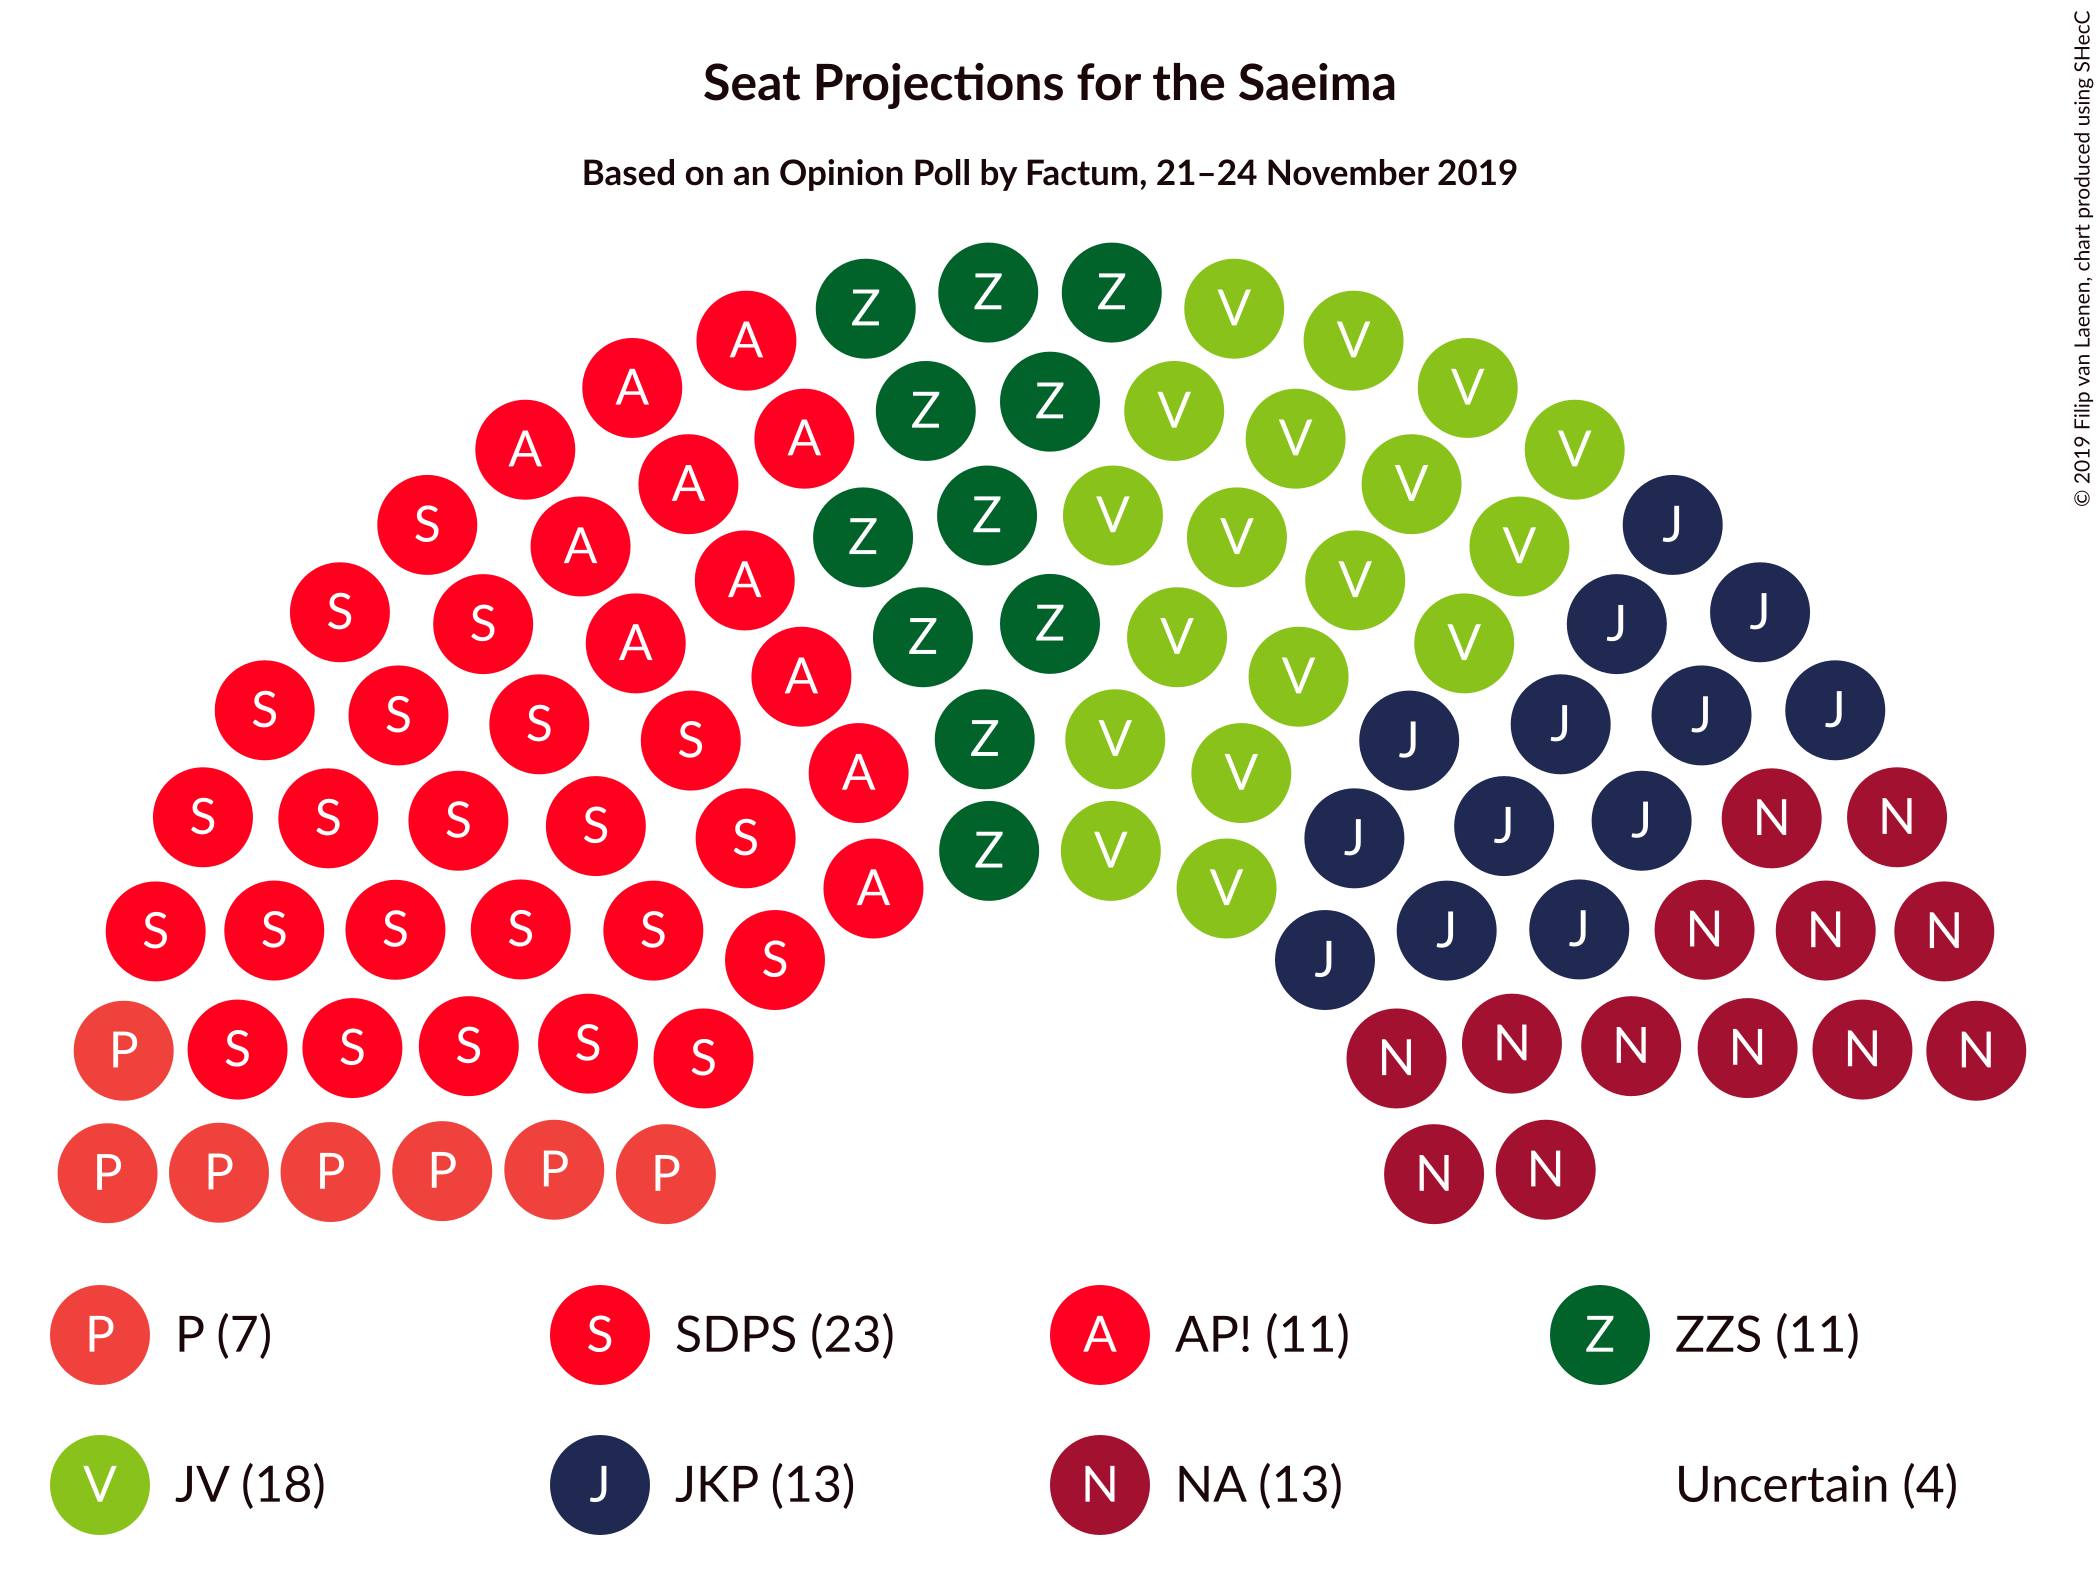 Seat Projections for the Saeima
Based on an Opinion Poll by Factum, 21–24 November 2019
© 2019 Filip van Laenen, chart produced using SHecC
Z Z Z V V
A A Z Z V V V
A A Z Z V V V V
S A A A V V V J
S S A A Z Z V V V J J
S S S S Z V V J J J J
S S S S S A Z V V J J J N N
S S S S S S A V J J J N N N
P S S S S S N N N N N N
P P P P P P N N
P P (7) S SDPS (23) A AP! (11) Z ZZS (11)
V JV (18) J JKP (13) N NA (13) Uncertain (4)